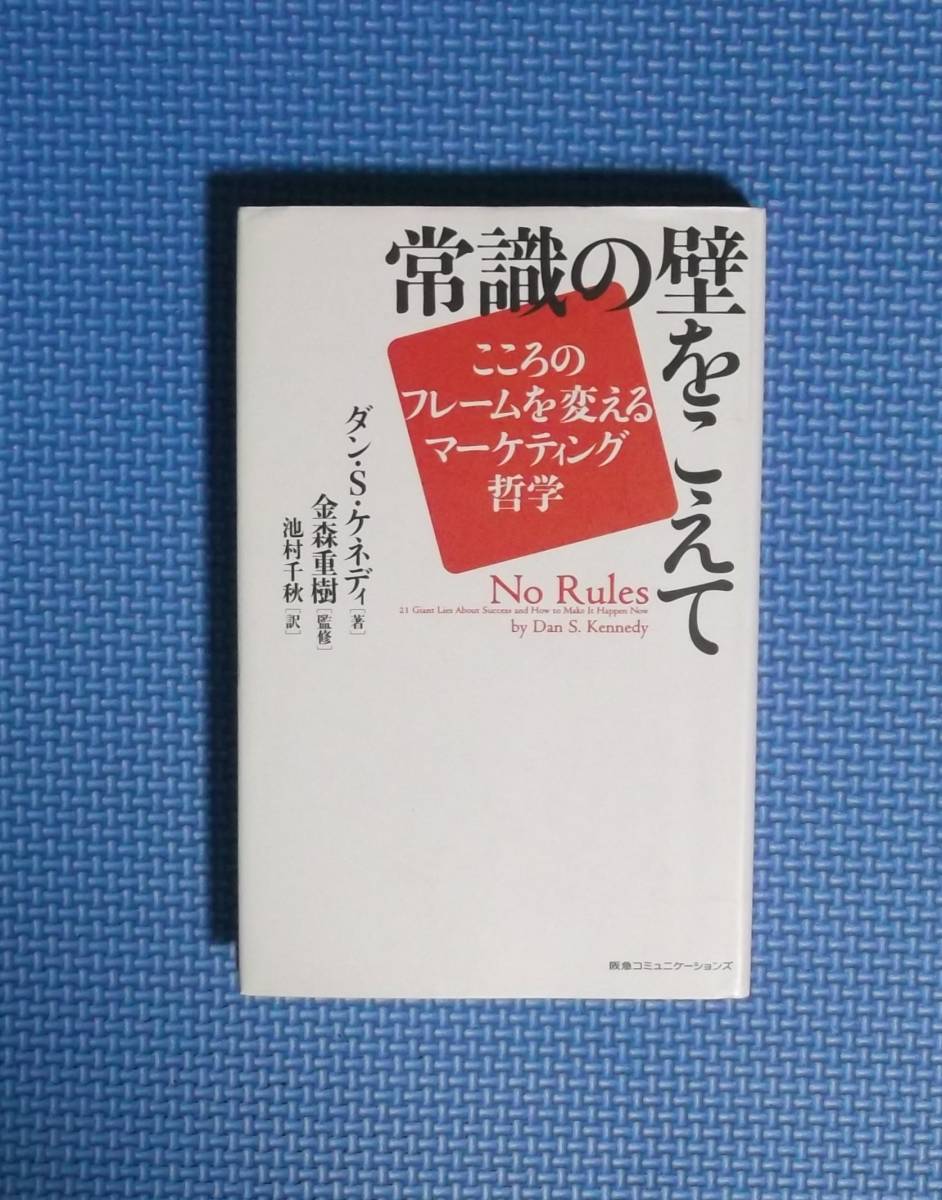 常識の壁をこえて
こころの
フレームを変える
マーケティング
哲学
No Rules
21 Giant Lies About Success and How to Make It Happen Now
by Dan S. Kennedy
ダン・S・ケネディ[著]
金森重樹[監修]
池村千秋[訳]
阪急コミュニケーションズ